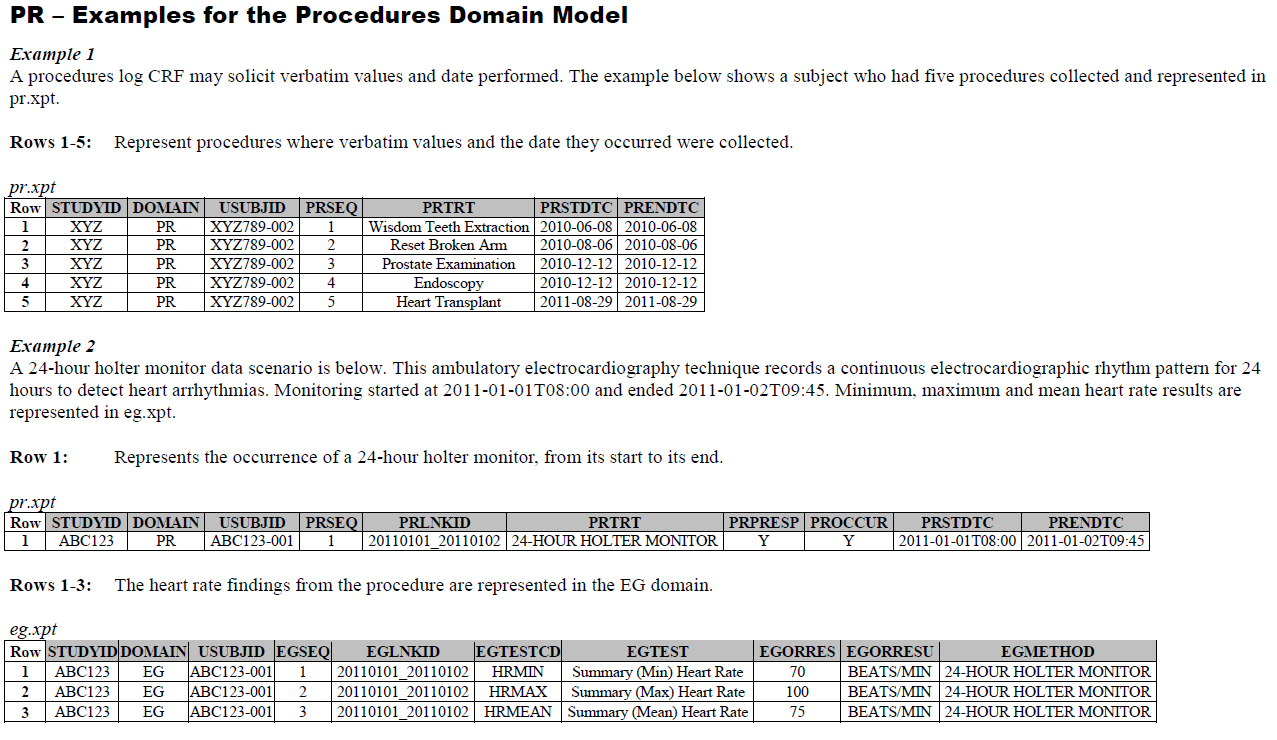 PR – Examples for the Procedures Domain Model
Example 1
A procedures log CRF may solicit verbatim values and date performed. The example below shows a subject who had five procedures collected and represented in
pr.xpt.
Rows 1-5: Represent procedures where verbatim values and the date they occurred were collected.
pr.xpt
Row STUDYID DOMAIN USUBJID PRSEQ PRTRT PRSTDTC PRENDTC
1 XYZ PR XYZ789-002 1 Wisdom Teeth Extraction 2010-06-08 2010-06-08
2 XYZ PR XYZ789-002 2 Reset Broken Arm 2010-08-06 2010-08-06
3 XYZ PR XYZ789-002 3 Prostate Examination 2010-12-12 2010-12-12
4 XYZ PR XYZ789-002 4 Endoscopy 2010-12-12 2010-12-12
5 XYZ PR XYZ789-002 5 Heart Transplant 2011-08-29 2011-08-29
Example 2
A 24-hour holter monitor data scenario is below. This ambulatory electrocardiography technique records a continuous electrocardiographic rhythm pattern for 24
hours to detect heart arrhythmias. Monitoring started at 2011-01-01T08:00 and ended 2011-01-02T09:45. Minimum, maximum and mean heart rate results are
represented in eg.xpt.
Row 1: Represents the occurrence of a 24-hour holter monitor, from its start to its end.
pr.xpt
Row STUDYID DOMAIN USUBJID PRSEQ PRLNKID PRTRT PRPRESP PROCCUR PRSTDTC PRENDTC
1 ABC123 PR ABC123-001 1 20110101_20110102 24-HOUR HOLTER MONITOR Y Y 2011-01-01T08:00 2011-01-02T09:45
Rows 1-3: The heart rate findings from the procedure are represented in the EG domain.
eg.xpt
Row STUDYID DOMAIN USUBJID EGSEQ EGLNKID EGTESTCD EGTEST EGORRES EGORRESU EGMETHOD
1 ABC123 EG ABC123-001 1 20110101_20110102 HRMIN Summary (Min) Heart Rate 70 BEATS/MIN 24-HOUR HOLTER MONITOR
2 ABC123 EG ABC123-001 2 20110101_20110102 HRMAX Summary (Max) Heart Rate 100 BEATS/MIN 24-HOUR HOLTER MONITOR
3 ABC123 EG ABC123-001 3 20110101_20110102 HRMEAN Summary (Mean) Heart Rate 75 BEATS/MIN 24-HOUR HOLTER MONITOR